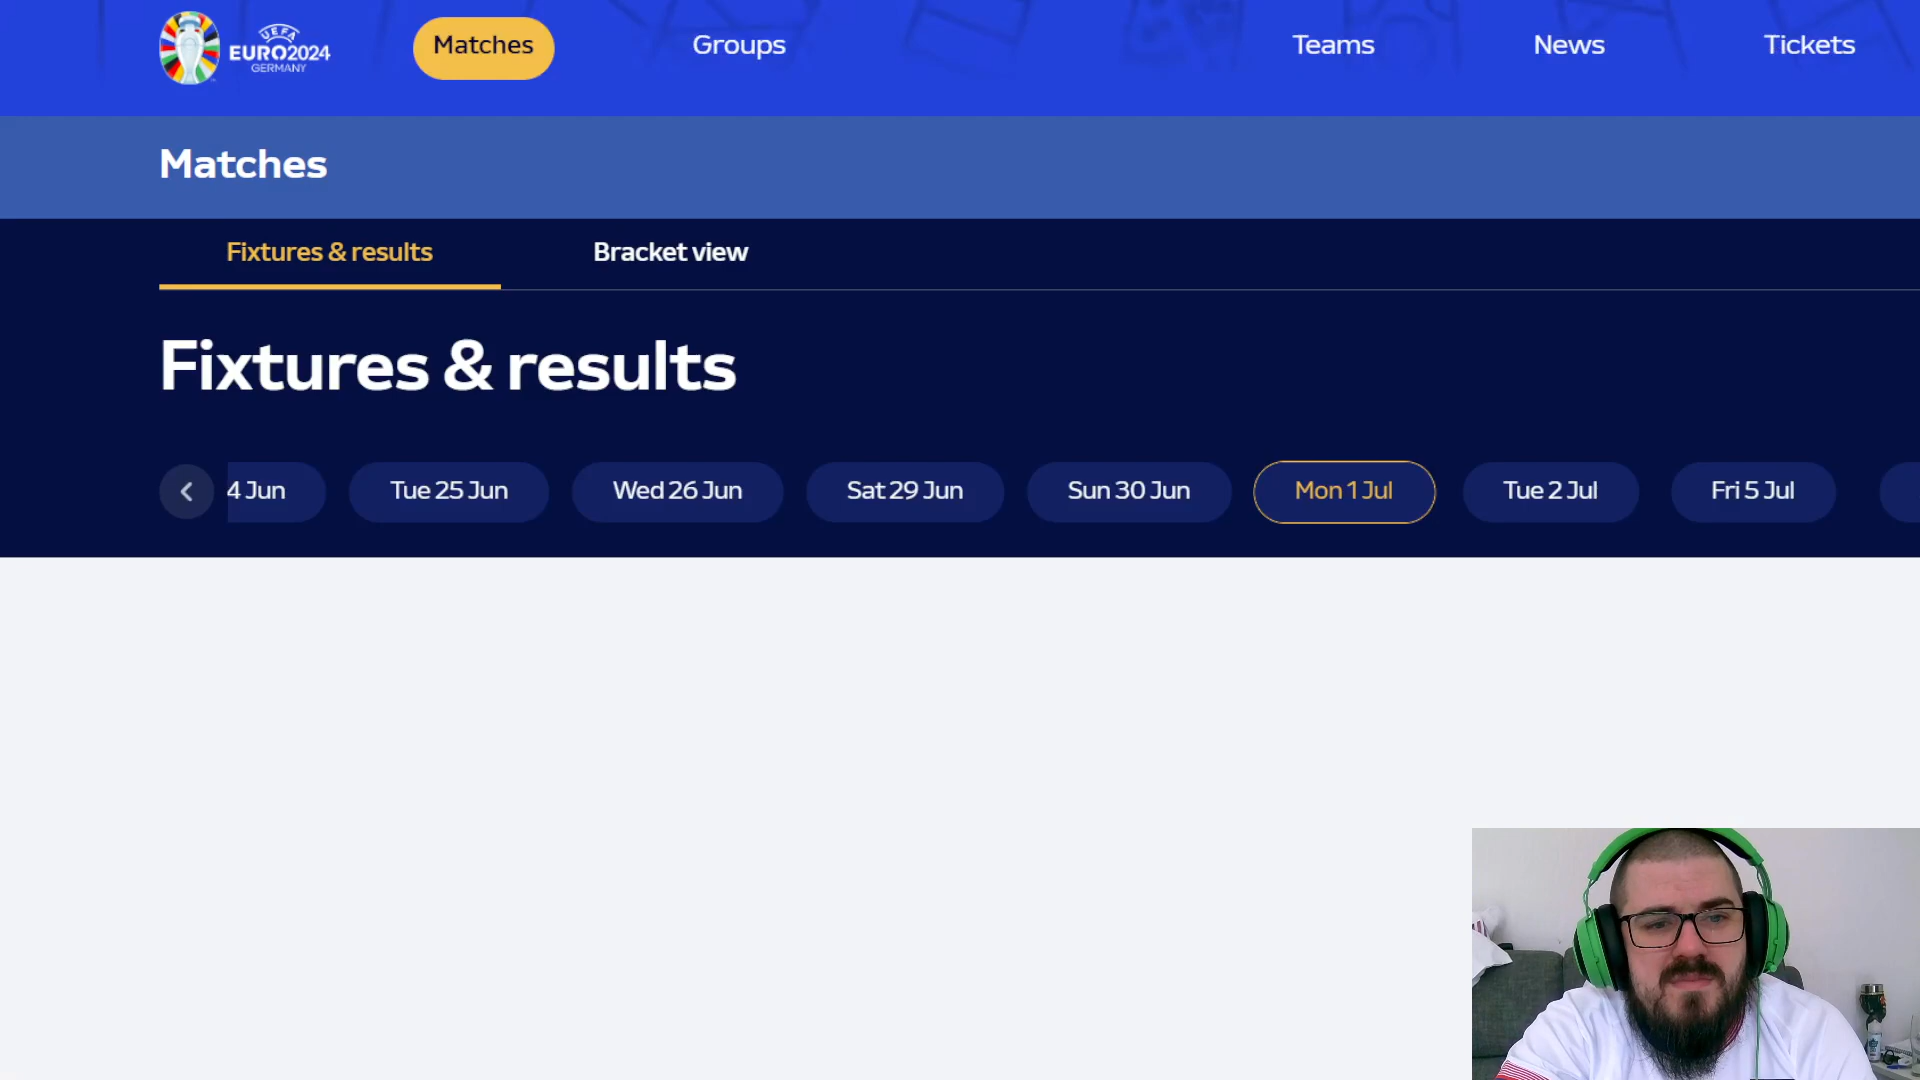 UEFA
EURO2024
GERMANY
Matches
Groups
Teams
News
Tickets
Matches
Fixtures & results
Bracket view
Fixtures & results
4 Jun
Tue 25 Jun
Wed 26 Jun
Sat 29 Jun
Sun 30 Jun
Mon 1 Jul
Tue 2 Jul
Fri 5 Jul